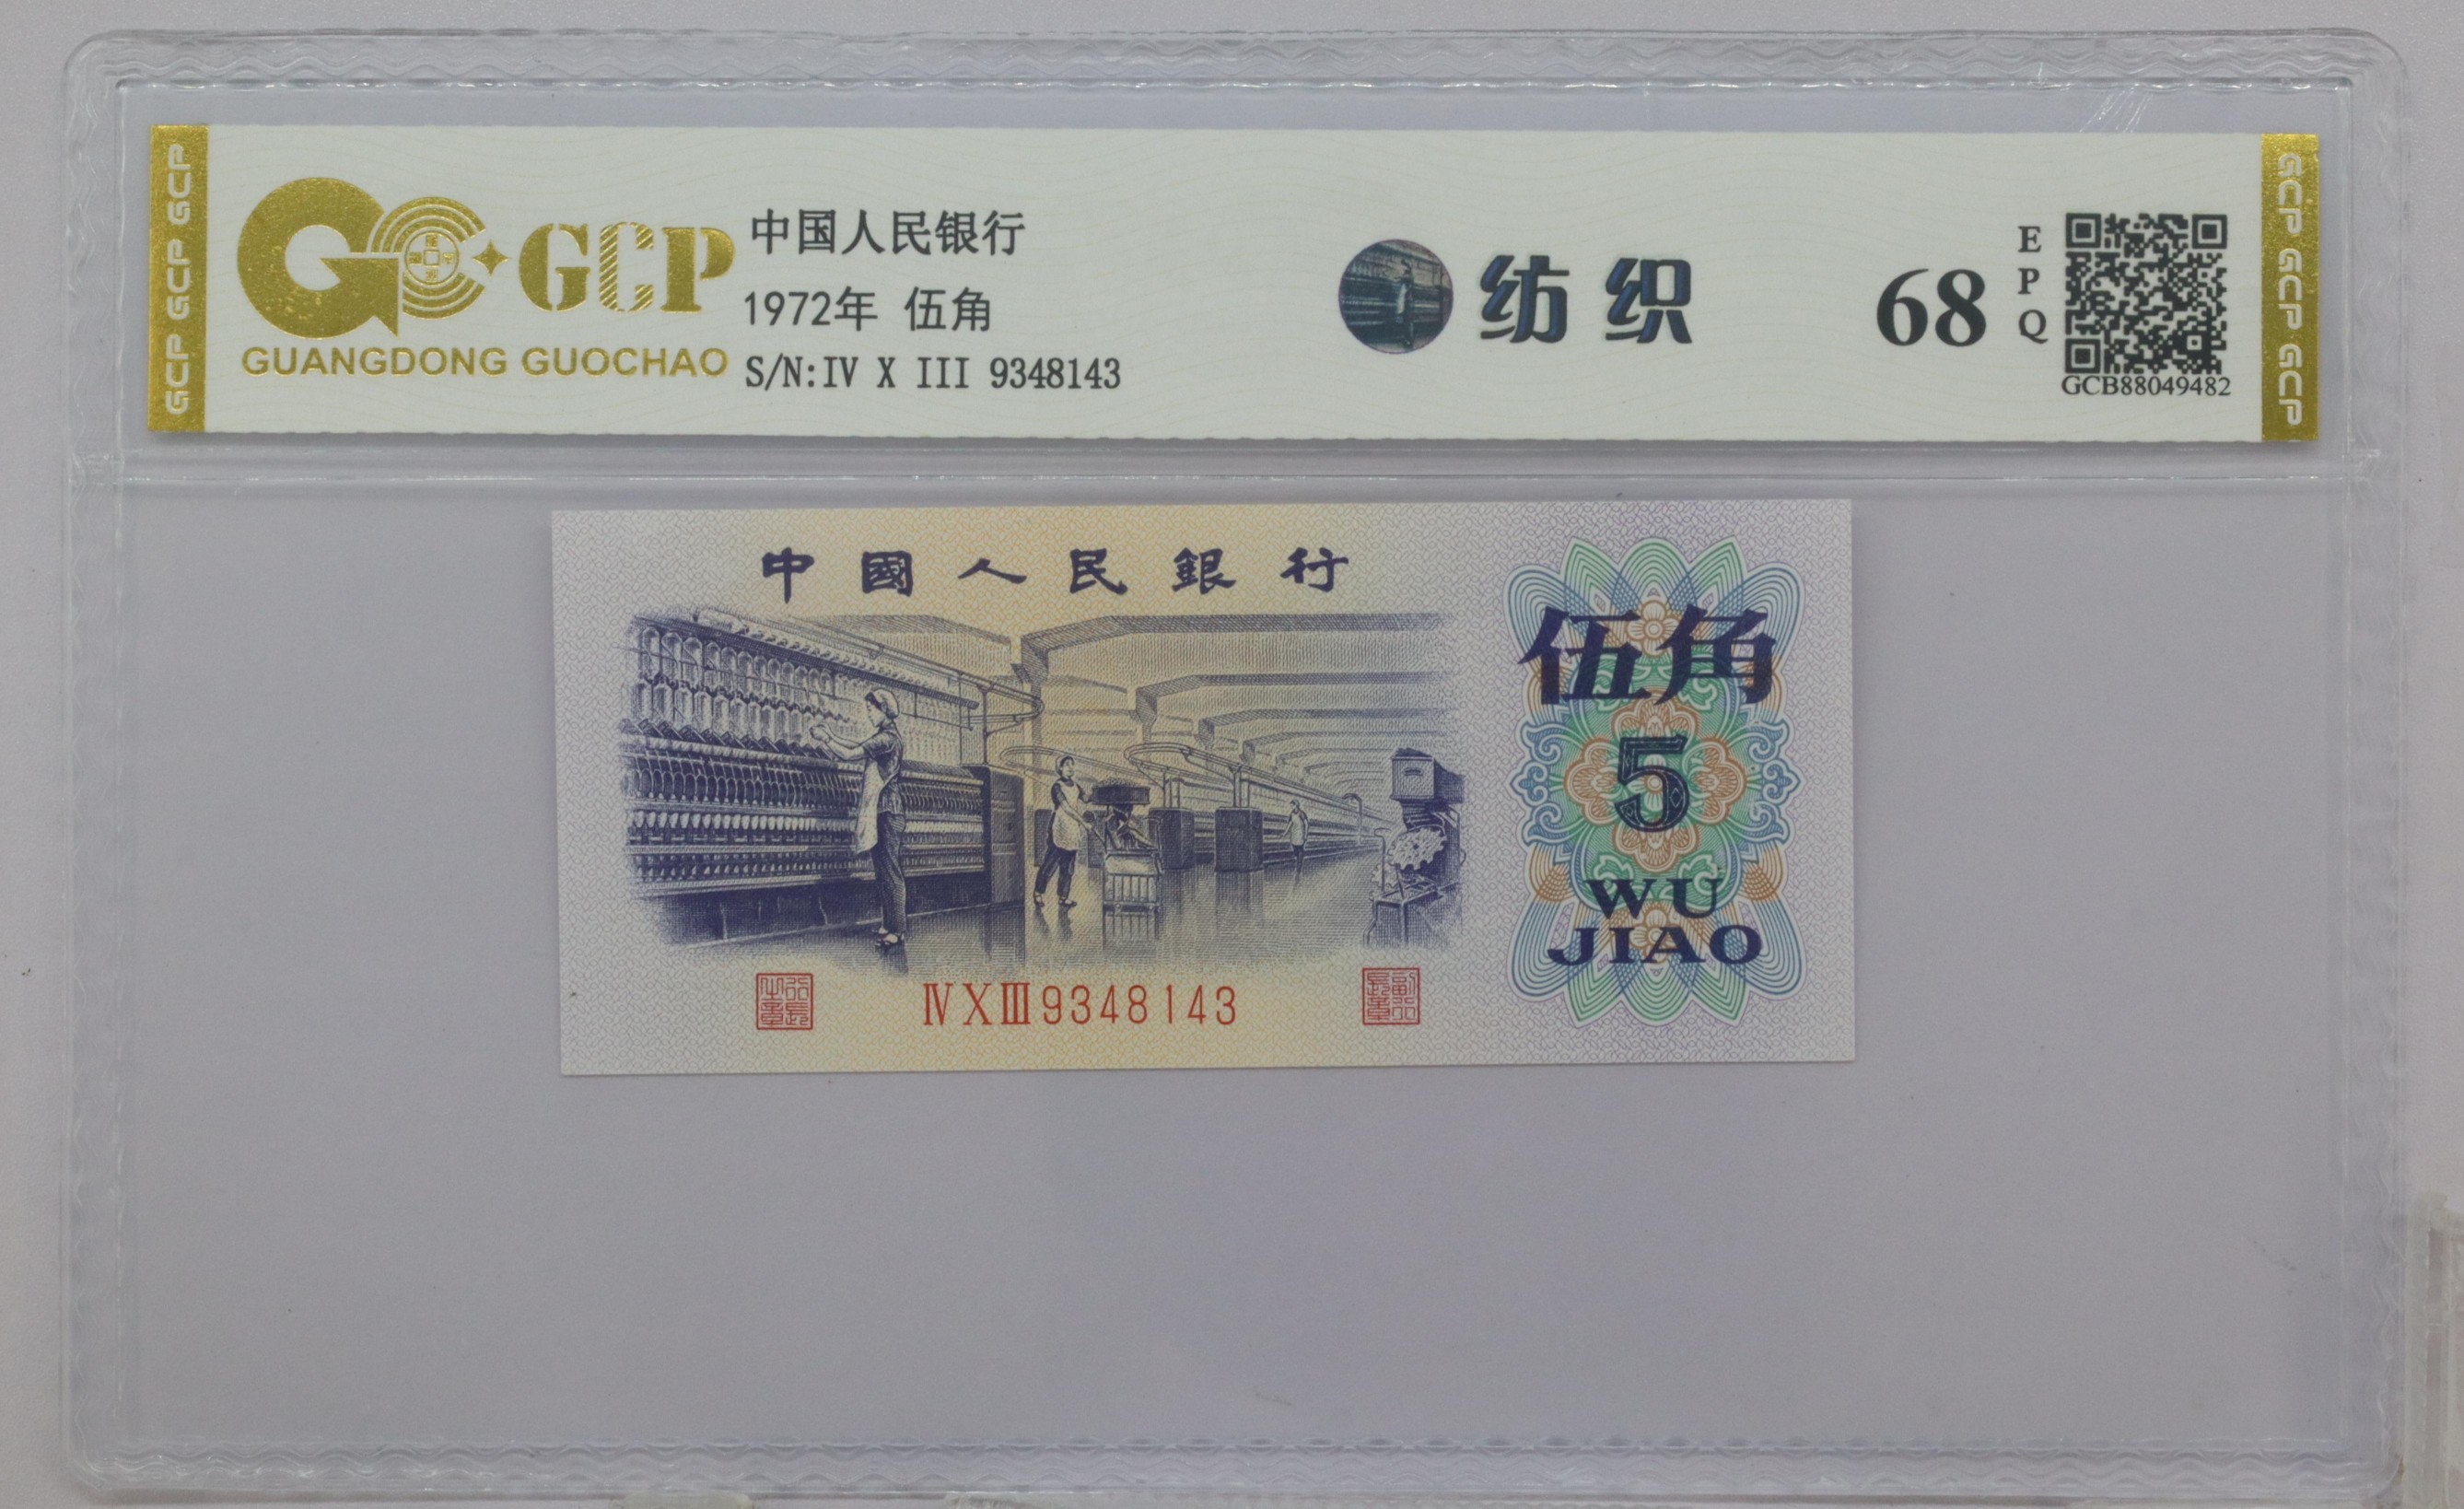 GCP GCP GCP
GCP
GUANGDONG GUOCHAO
中国人民银行
1972年 伍角
S/N:IV X III 9348143
纺织
68
EPQ
GCB88049482
GCP GCP GCP
中國人民銀行
伍角
5
WU
JIAO
ⅣⅩⅢ9348143